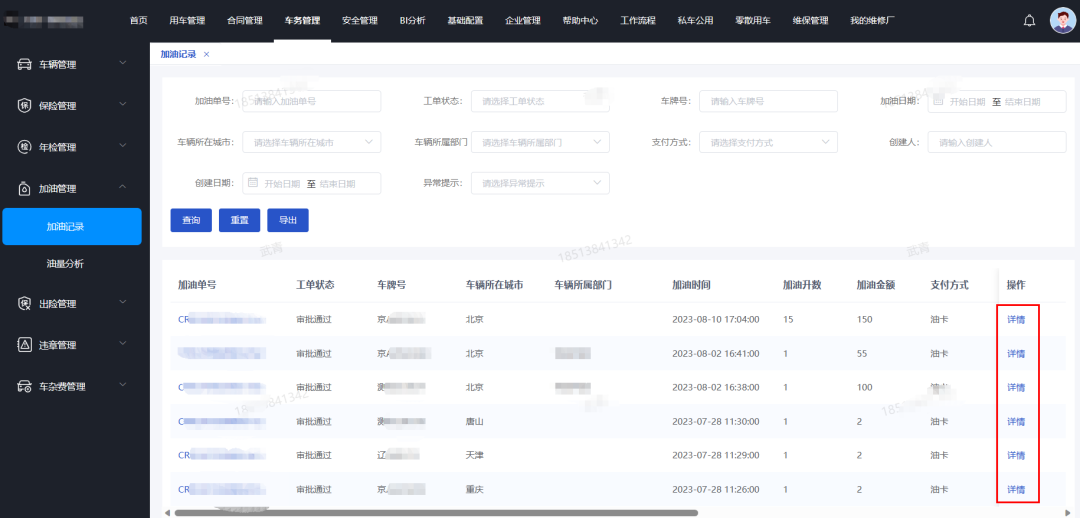 首页 用车管理 合同管理 车务管理 安全管理 BI分析 基础配置 企业管理 帮助中心 工作流程 私车公用 零散用车 维保管理 我的维修厂
车辆管理
保险管理
年检管理
加油管理
加油记录
油量分析
出险管理
违章管理
车杂费管理
加油记录 ×
加油单号: 请输入加油单号 工单状态: 请选择工单状态 车牌号: 请输入车牌号 加油日期: 开始日期 至 结束日期
车辆所在城市: 请选择车辆所在城市 车辆所属部门 请选择车辆所属部门 支付方式: 请选择支付方式 创建人: 请输入创建人
创建日期: 开始日期 至 结束日期 异常提示: 请选择异常提示
查询 重置 导出
武青 18513841342 武青
加油单号 工单状态 车牌号 车辆所在城市 车辆所属部门 加油时间 加油升数 加油金额 支付方式 操作
CR 审批通过 京 北京 2023-08-10 17:04:00 15 150 油卡 详情
审批通过 京 北京 2023-08-02 16:41:00 1 55 油卡 详情
C 审批通过 北京 2023-08-02 16:38:00 1 100 详情
C 审批通过 唐山 2023-07-28 11:30:00 1 2 油卡 详情
CR 审批通过 辽 天津 2023-07-28 11:29:00 1 2 油卡 详情
CR 审批通过 京 重庆 2023-07-28 11:26:00 1 2 油卡 详情